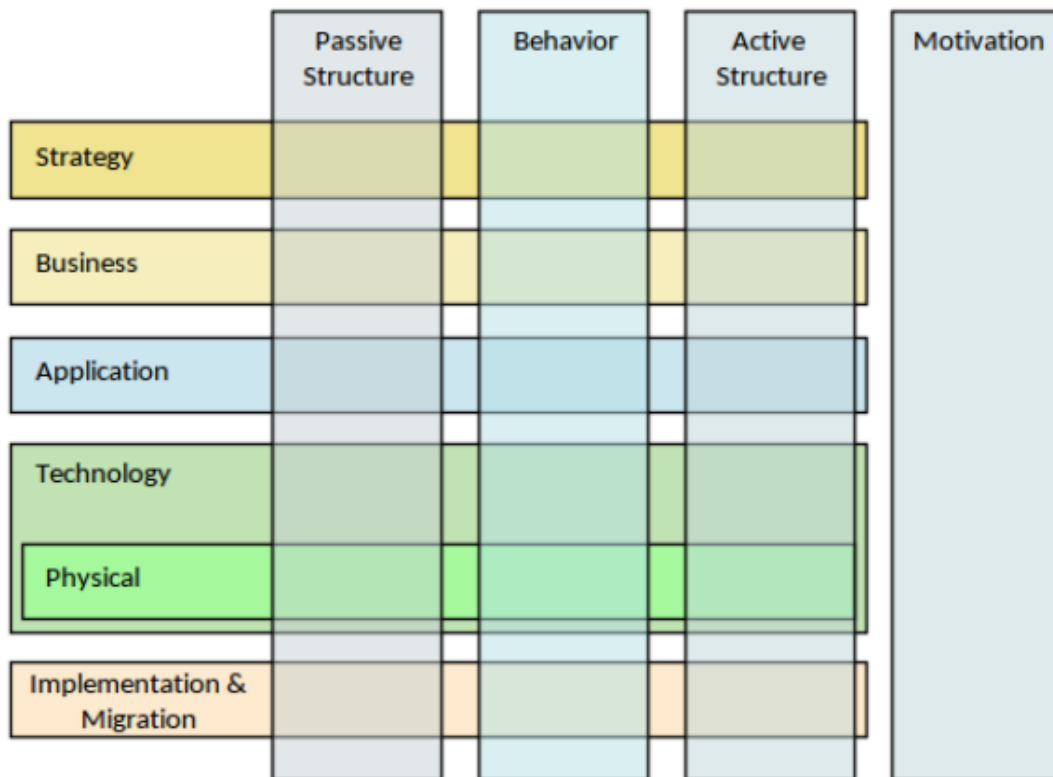 Passive
Structure
Behavior
Active
Structure
Motivation
Strategy
Business
Application
Technology
Physical
Implementation &
Migration